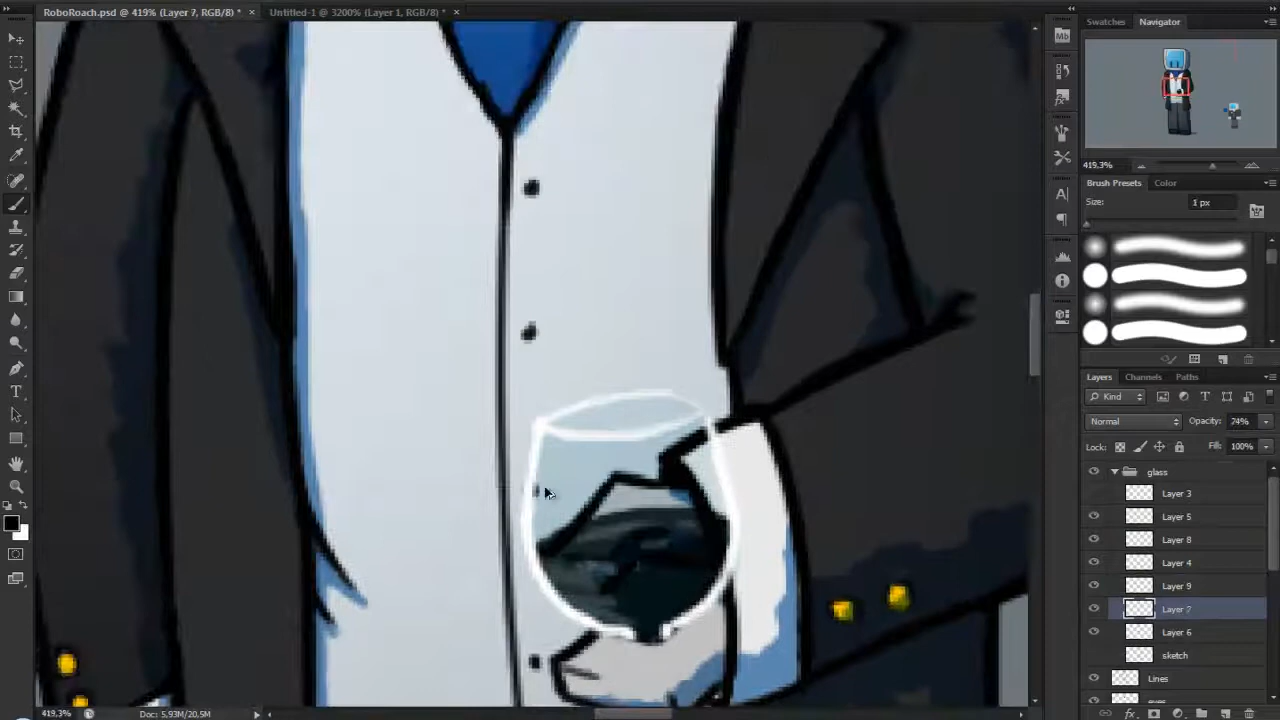 RoboRoach.psd @ 419% (Layer 7, RGB/8) * × Untitled-1 @ 3200% (Layer 1, RGB/8) * ×
Swatches Navigator
Mb
419,3%
Brush Presets Color
Size: 1 px
Layers Channels Paths
Kind
Normal Opacity: 74%
Lock: Fill: 100%
glass
Layer 3
Layer 5
Layer 8
Layer 4
Layer 9
Layer 7
Layer 6
sketch
Lines
eyes
419,3% Doc: 5,93M/20,5M